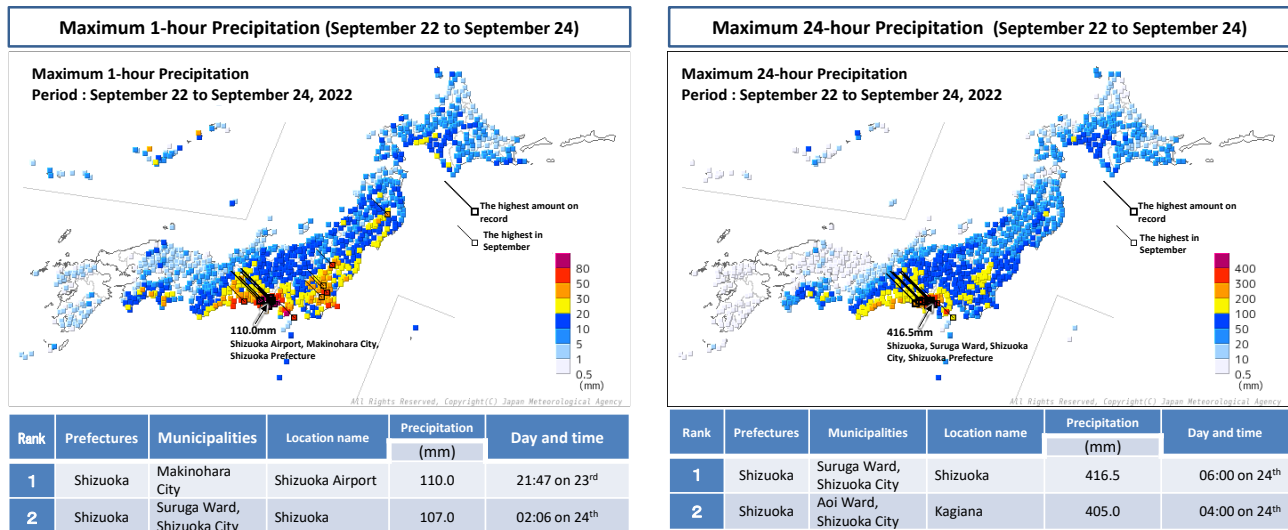 Maximum 1-hour Precipitation (September 22 to September 24)
Maximum 1-hour Precipitation
Period : September 22 to September 24, 2022
The highest amount on
record
The highest in
September
80
50
30
20
10
5
1
0.5
(mm)
110.0mm
Shizuoka Airport, Makinohara City,
Shizuoka Prefecture
All Rights Reserved, Copyright(C) Japan Meteorological Agency
Rank Prefectures Municipalities Location name Precipitation (mm) Day and time
1 Shizuoka Makinohara City Shizuoka Airport 110.0 21:47 on 23rd
2 Shizuoka Suruga Ward, Shizuoka City Shizuoka 107.0 02:06 on 24th
Maximum 24-hour Precipitation (September 22 to September 24)
Maximum 24-hour Precipitation
Period : September 22 to September 24, 2022
The highest amount on
record
The highest in
September
400
300
200
100
50
20
10
0.5
(mm)
416.5mm
Shizuoka, Suruga Ward, Shizuoka
City, Shizuoka Prefecture
All Rights Reserved, Copyright(C) Japan Meteorological Agency
Rank Prefectures Municipalities Location name Precipitation (mm) Day and time
1 Shizuoka Suruga Ward, Shizuoka City Shizuoka 416.5 06:00 on 24th
2 Shizuoka Aoi Ward, Shizuoka City Kagiana 405.0 04:00 on 24th